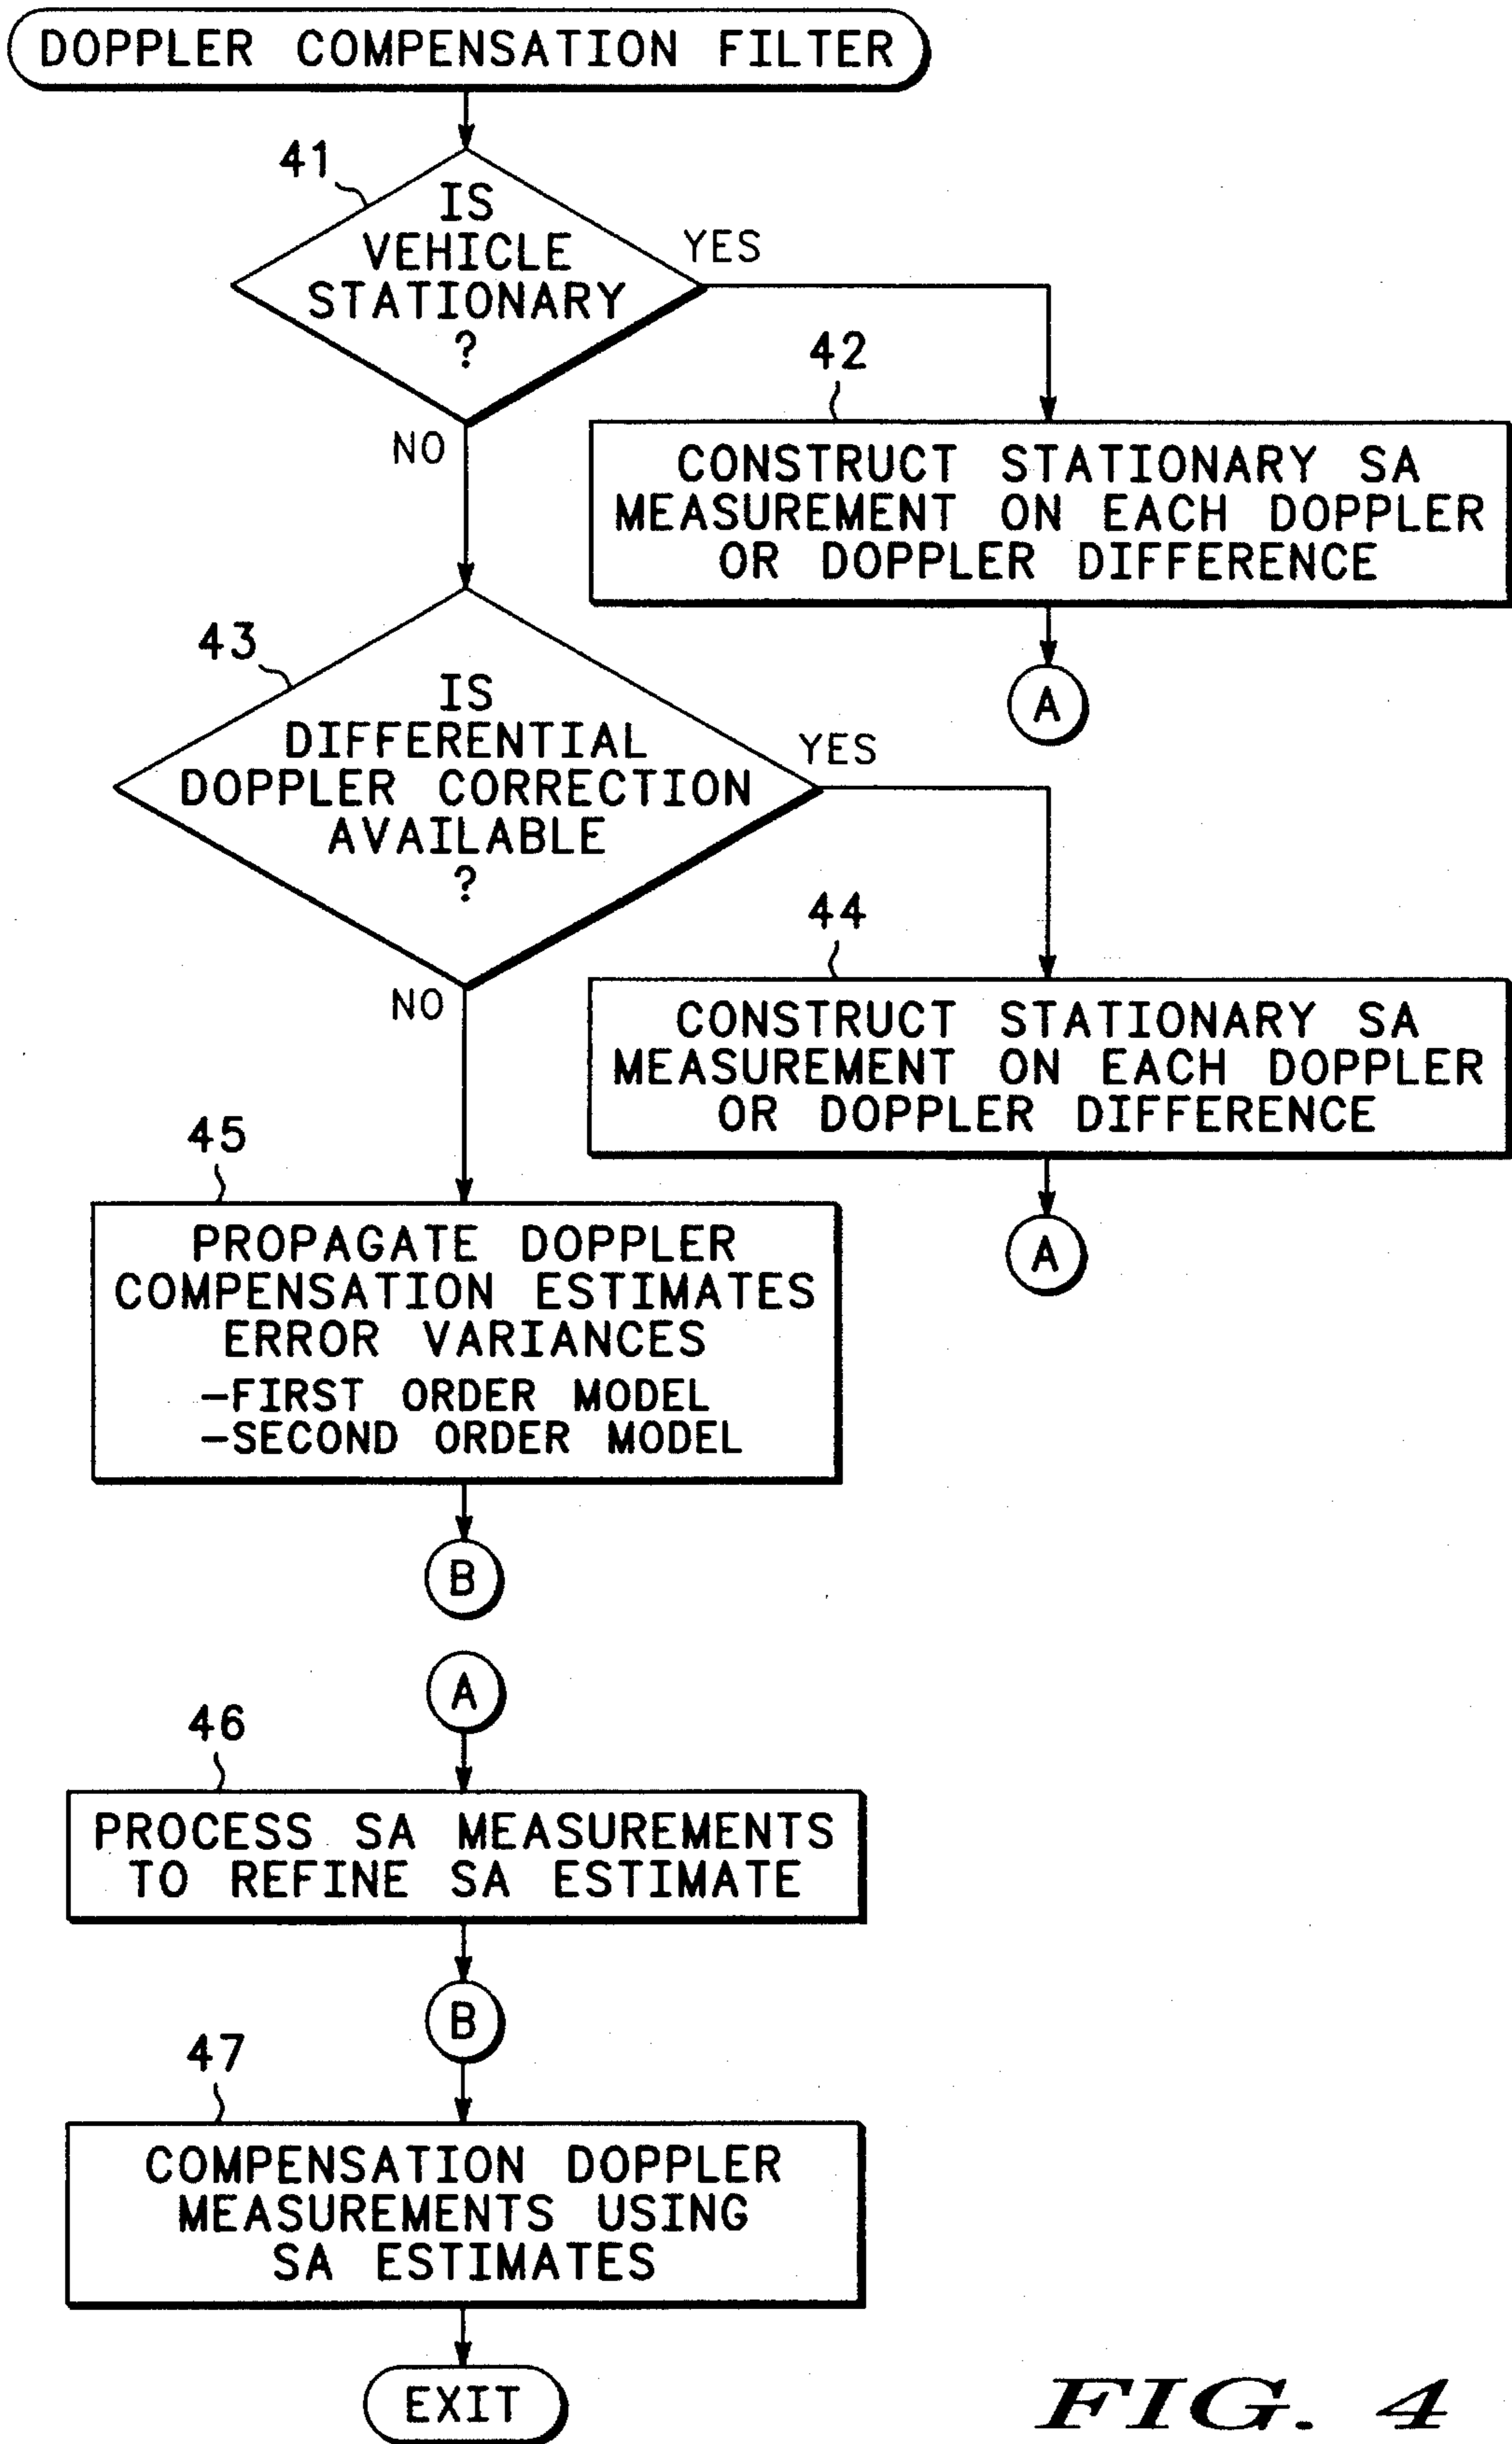 DOPPLER COMPENSATION FILTER
41
IS
VEHICLE
STATIONARY
?
YES
NO
42
CONSTRUCT STATIONARY SA
MEASUREMENT ON EACH DOPPLER
OR DOPPLER DIFFERENCE
A
43
IS
DIFFERENTIAL
DOPPLER CORRECTION
AVAILABLE
?
YES
NO
44
CONSTRUCT STATIONARY SA
MEASUREMENT ON EACH DOPPLER
OR DOPPLER DIFFERENCE
A
45
PROPAGATE DOPPLER
COMPENSATION ESTIMATES
ERROR VARIANCES
-FIRST ORDER MODEL
-SECOND ORDER MODEL
B
A
46
PROCESS SA MEASUREMENTS
TO REFINE SA ESTIMATE
B
47
COMPENSATION DOPPLER
MEASUREMENTS USING
SA ESTIMATES
EXIT
FIG. 4